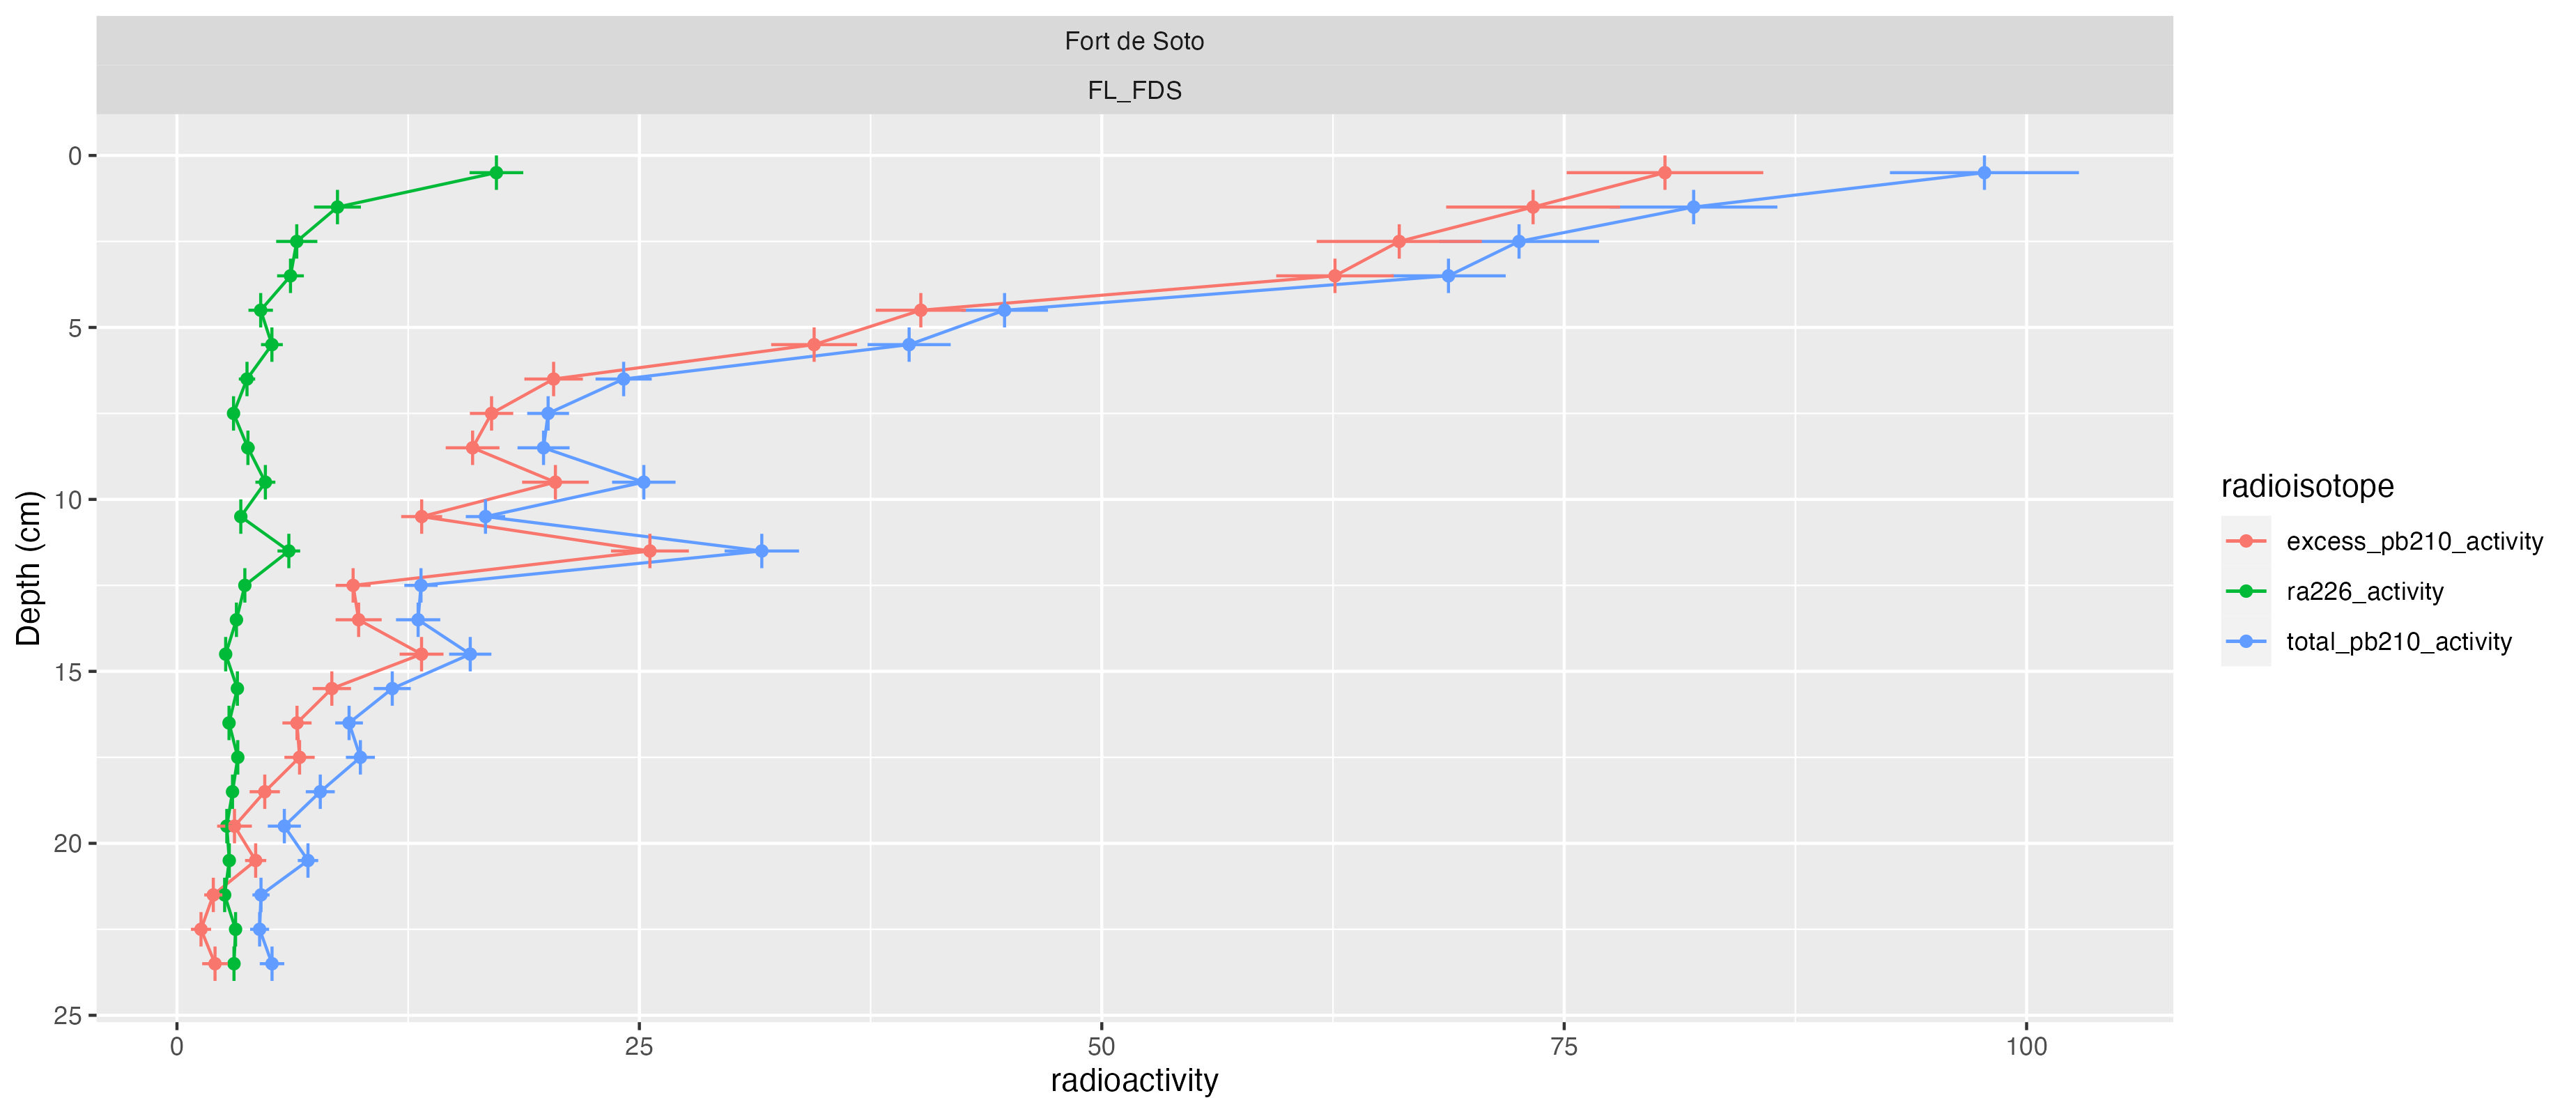 Fort de Soto
FL_FDS
0
5
10
15
20
25
Depth (cm)
0 25 50 75 100
radioactivity
radioisotope
excess_pb210_activity
ra226_activity
total_pb210_activity